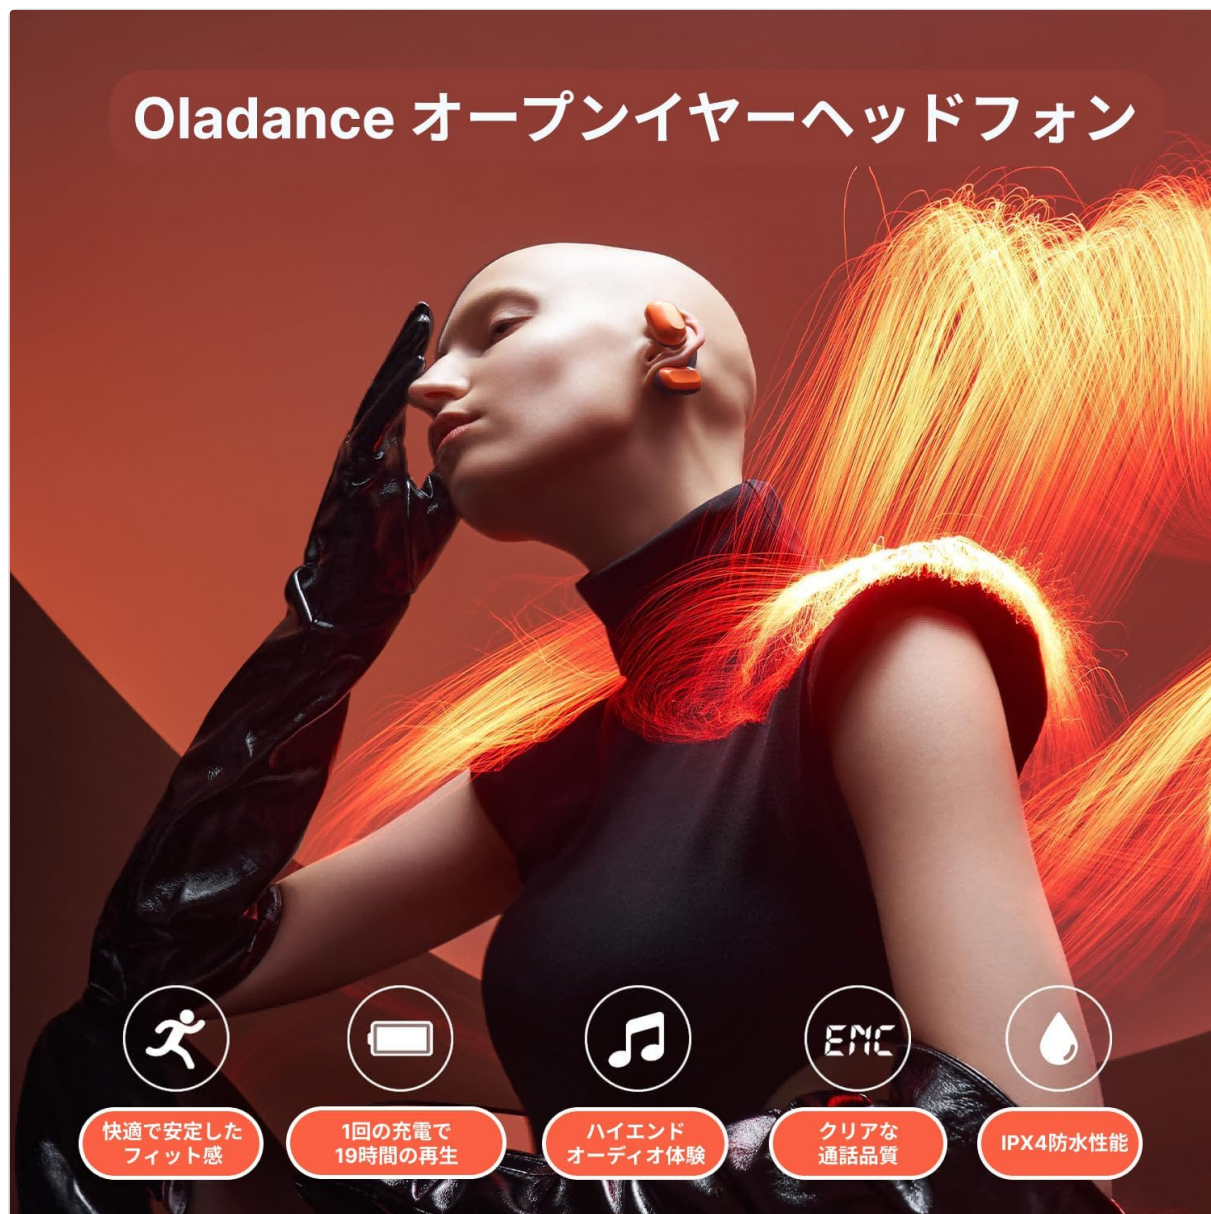 Oladance オープンイヤーヘッドフォン
EMC
快適で安定した
フィット感
1回の充電で
19時間の再生
ハイエンド
オーディオ体験
クリアな
通話品質
IPX4防水性能